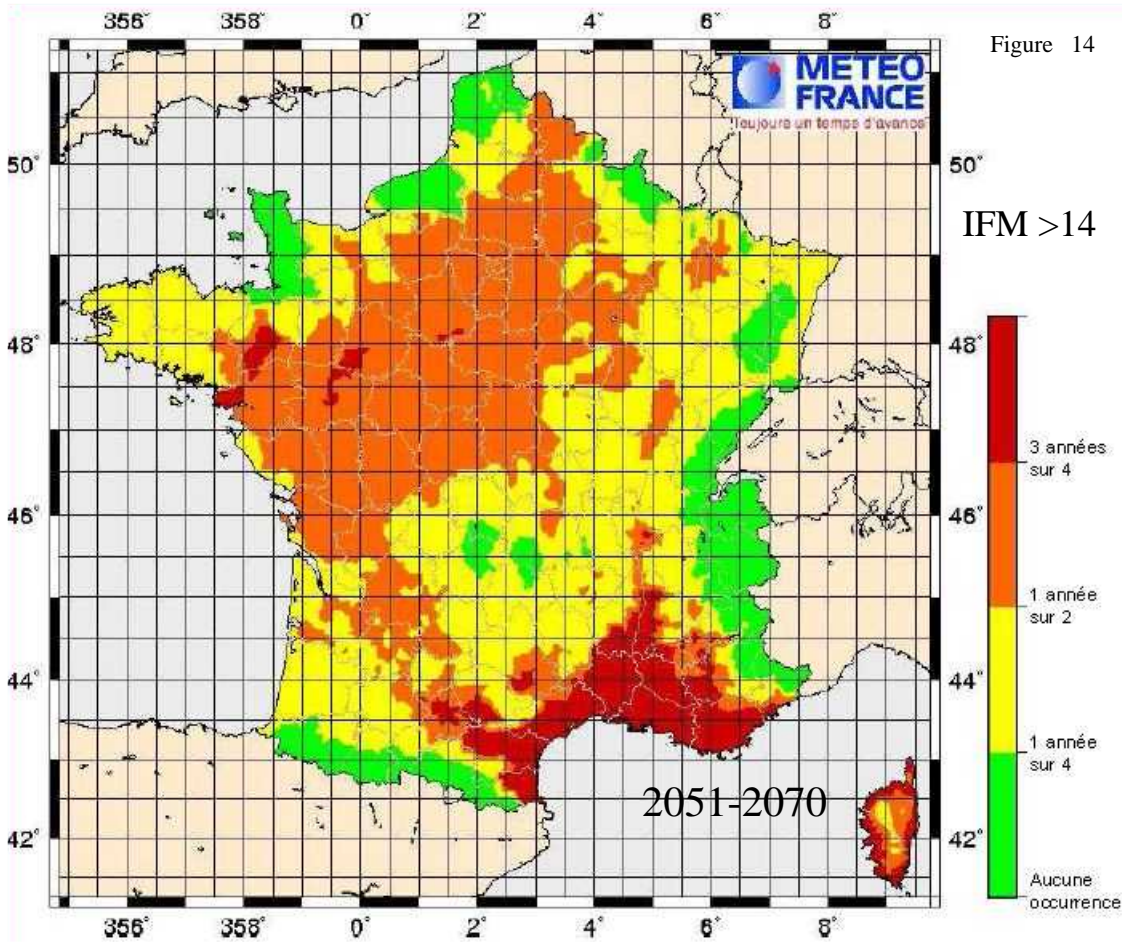 356° 358° 0° 2° 4° 6° 8°
Figure 14
METEO
FRANCE
Toujours un temps d'avance
50° 50°
IFM >14
48° 48°
3 années
sur 4
46° 46°
1 année
sur 2
44° 44°
1 année
sur 4
2051-2070
42° 42°
Aucune
occurrence
356° 358° 0° 2° 4° 6° 8°